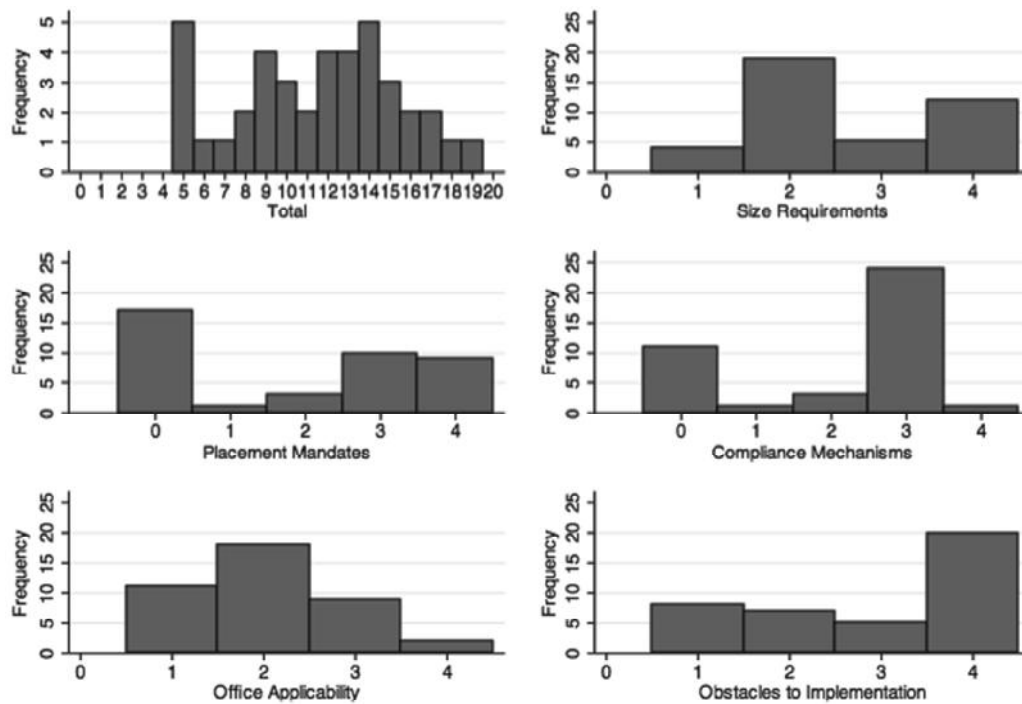 Frequency
5
4
3
2
1
0
0 1 2 3 4 5 6 7 8 9 10 11 12 13 14 15 16 17 18 19 20
Total
Frequency
25
20
15
10
5
0
0 1 2 3 4
Size Requirements
Frequency
25
20
15
10
5
0
0 1 2 3 4
Placement Mandates
Frequency
25
20
15
10
5
0
0 1 2 3 4
Compliance Mechanisms
Frequency
25
20
15
10
5
0
0 1 2 3 4
Office Applicability
Frequency
25
20
15
10
5
0
0 1 2 3 4
Obstacles to Implementation